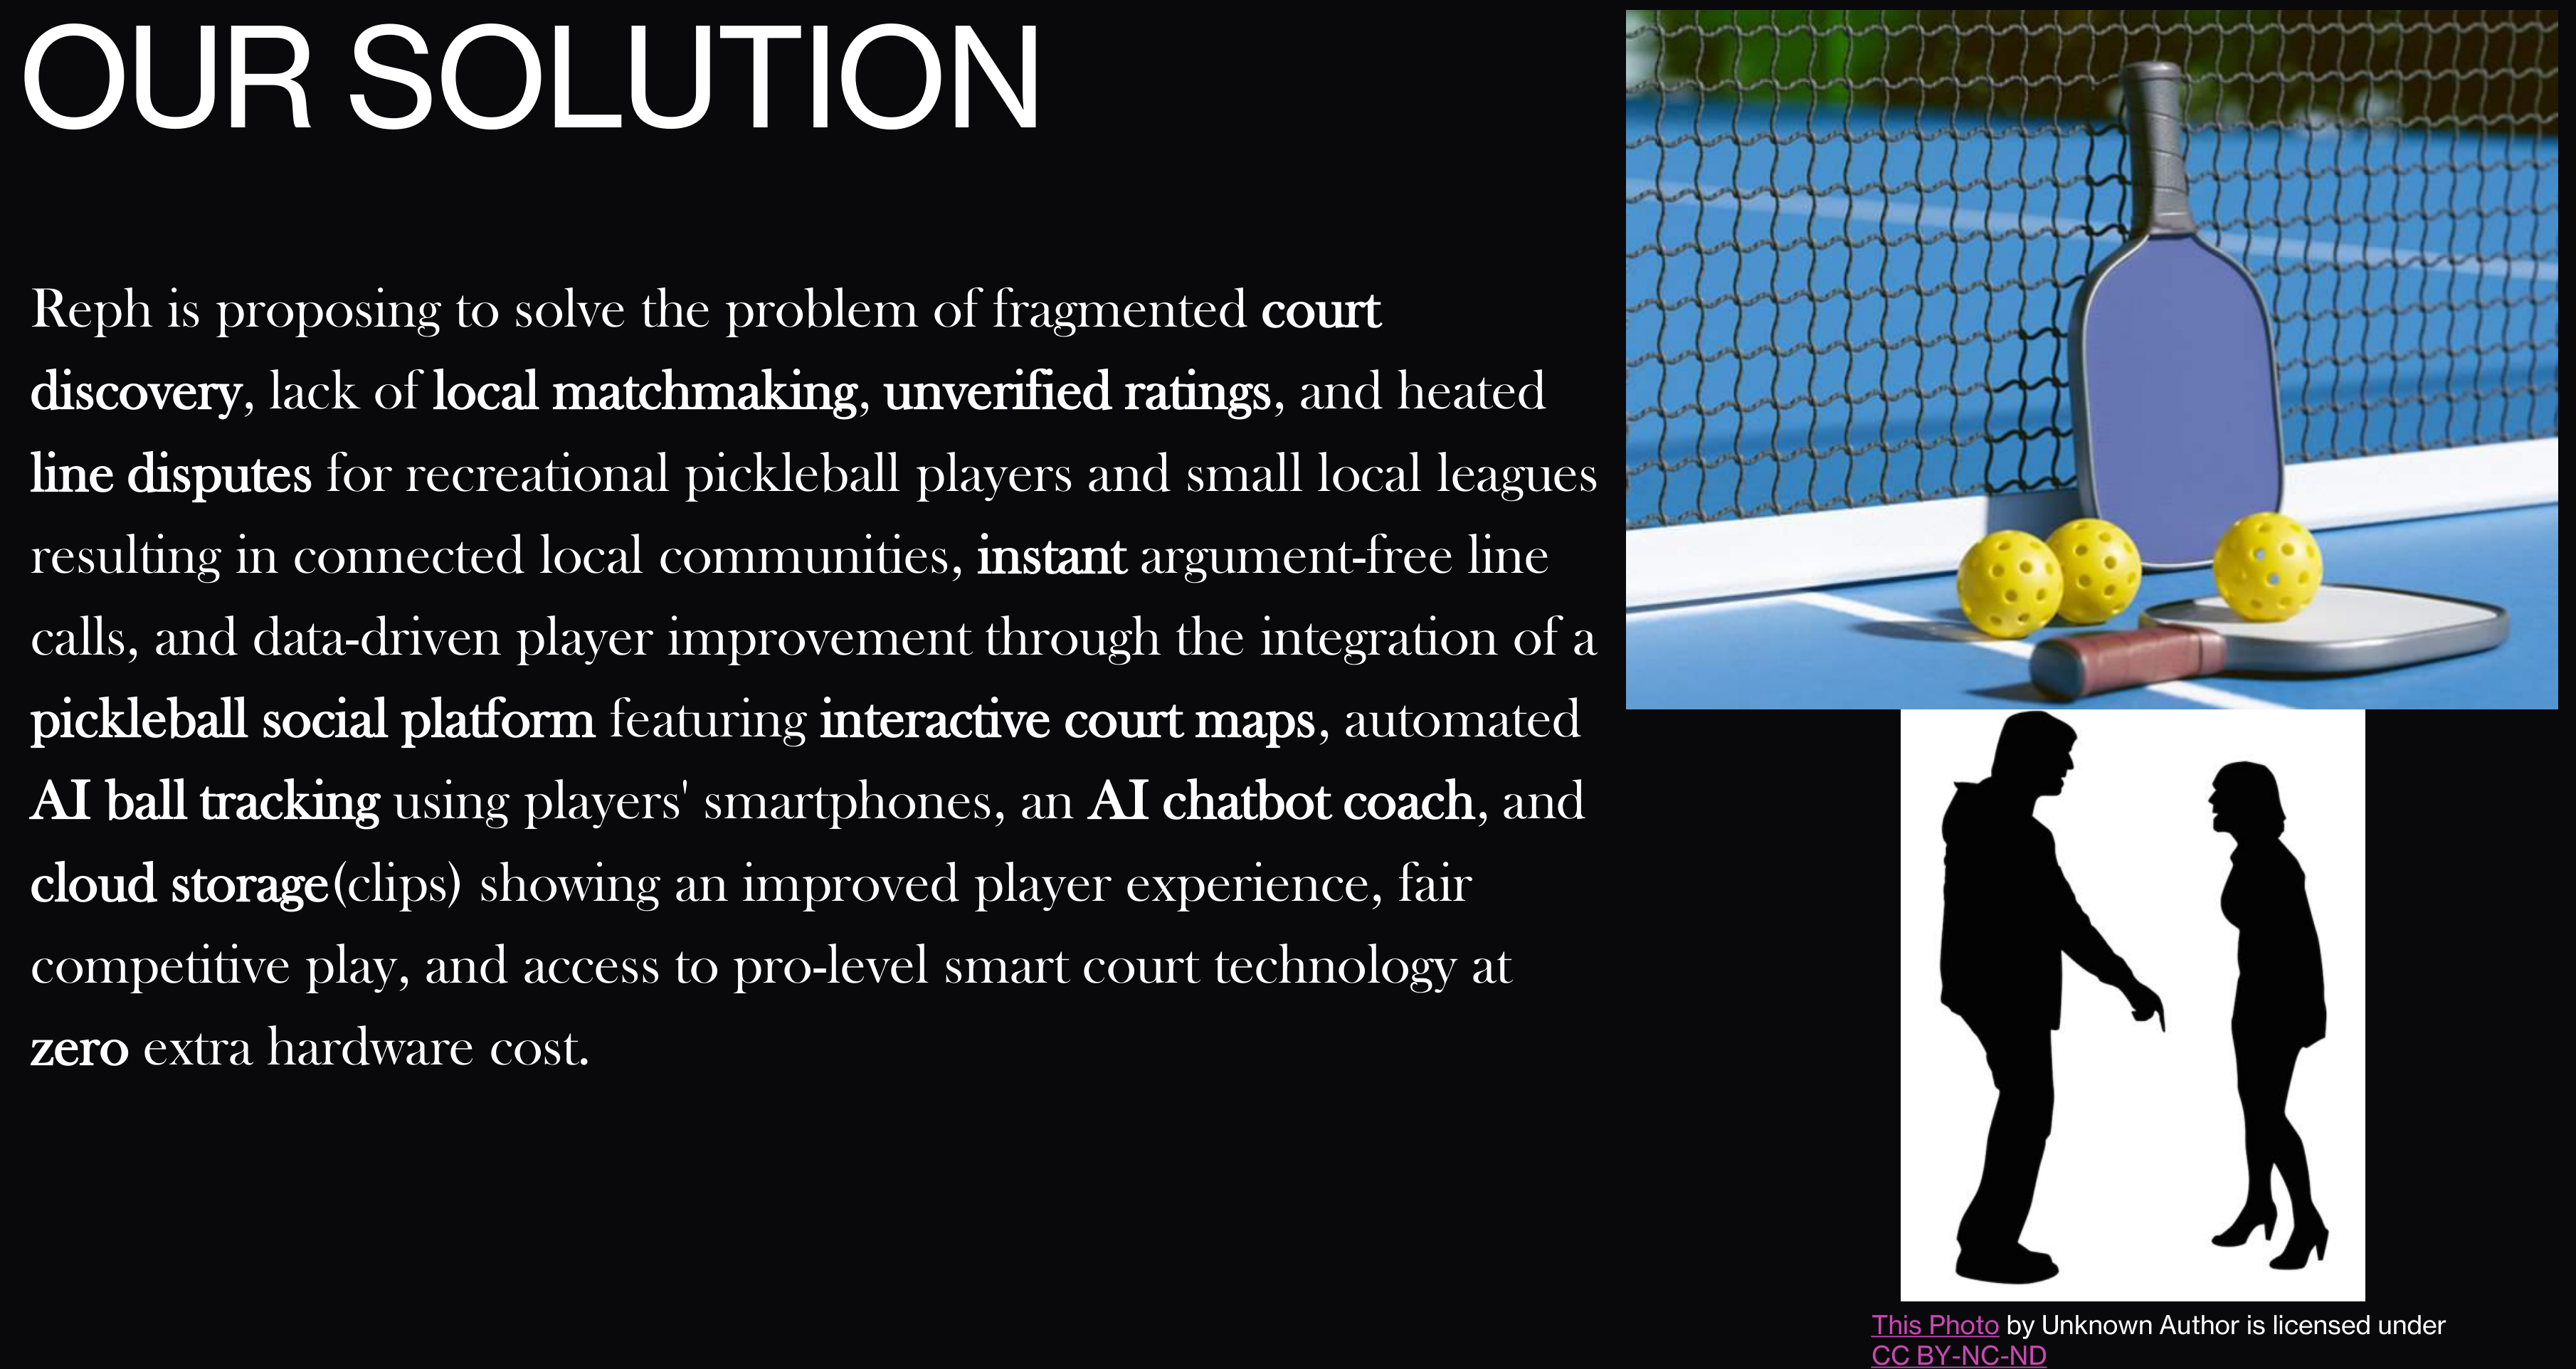 OUR SOLUTION
Reph is proposing to solve the problem of fragmented court
discovery, lack of local matchmaking, unverified ratings, and heated
line disputes for recreational pickleball players and small local leagues
resulting in connected local communities, instant argument-free line
calls, and data-driven player improvement through the integration of a
pickleball social platform featuring interactive court maps, automated
AI ball tracking using players' smartphones, an AI chatbot coach, and
cloud storage(clips) showing an improved player experience, fair
competitive play, and access to pro-level smart court technology at
zero extra hardware cost.
This Photo by Unknown Author is licensed under
CC BY-NC-ND